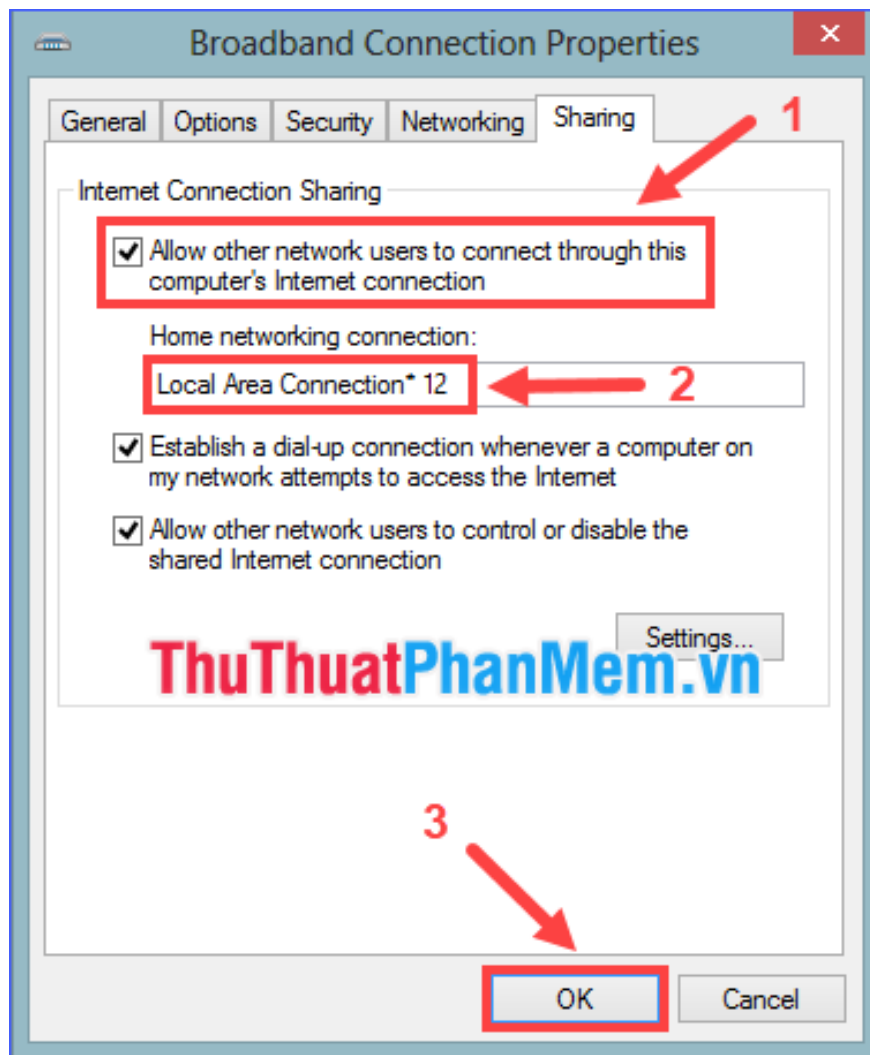 Broadband Connection Properties
General Options Security Networking Sharing
1
Internet Connection Sharing
Allow other network users to connect through this
computer's Internet connection
Home networking connection:
Local Area Connection* 12
2
Establish a dial-up connection whenever a computer on
my network attempts to access the Internet
Allow other network users to control or disable the
shared Internet connection
Settings...
ThuThuatPhanMem.vn
3
OK Cancel